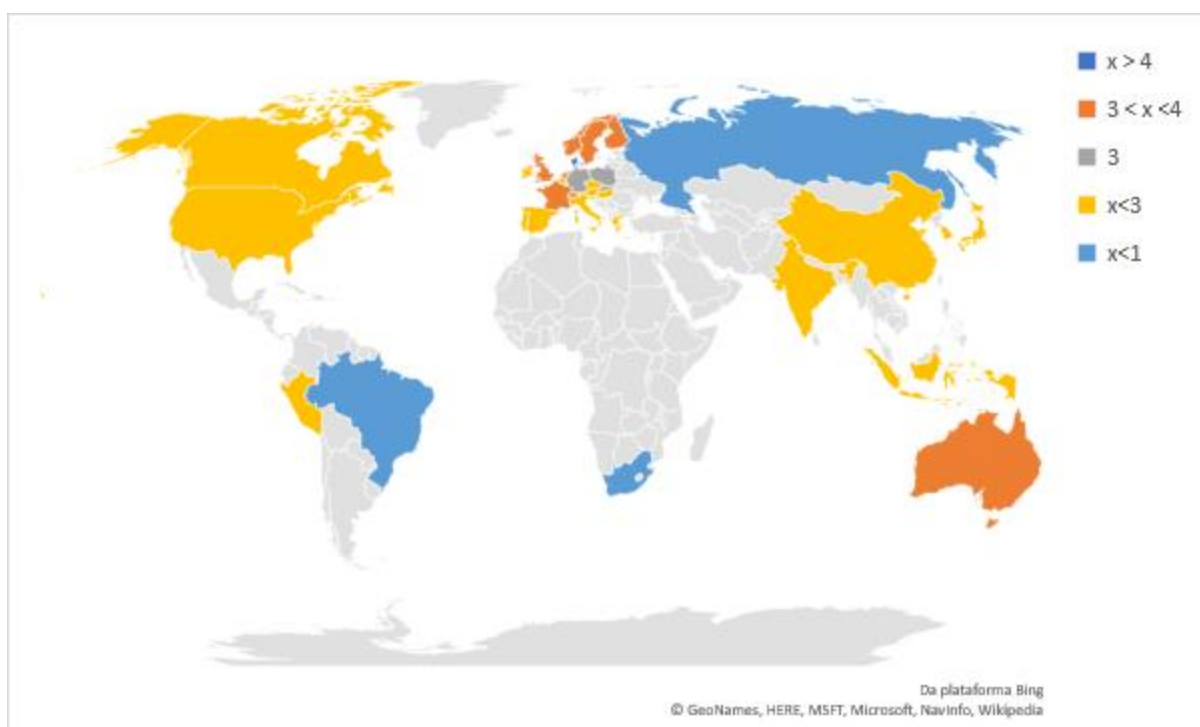 x > 4
3 < x <4
3
x<3
x<1
Da plataforma Bing
© GeoNames, HERE, MSFT, Microsoft, NavInfo, Wikipedia